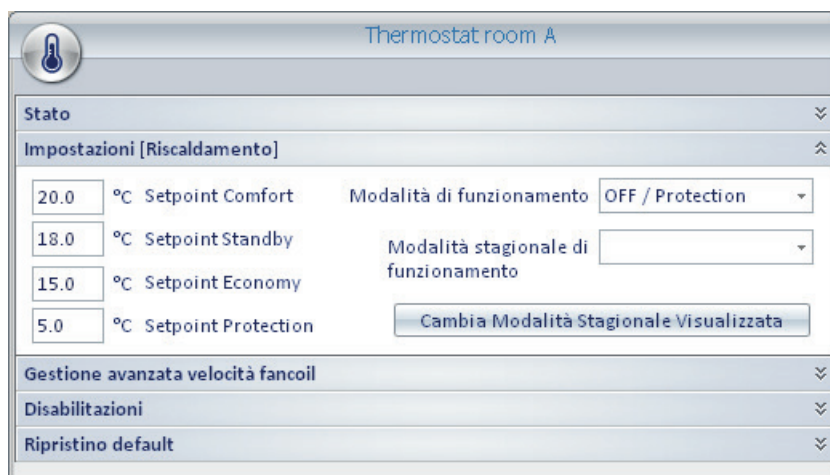 Thermostat room A
Stato
Impostazioni [Riscaldamento]
20.0 °C Setpoint Comfort Modalità di funzionamento OFF / Protection
18.0 °C Setpoint Standby Modalità stagionale di
funzionamento
15.0 °C Setpoint Economy
5.0 °C Setpoint Protection Cambia Modalità Stagionale Visualizzata
Gestione avanzata velocità fancoil
Disabilitazioni
Ripristino default